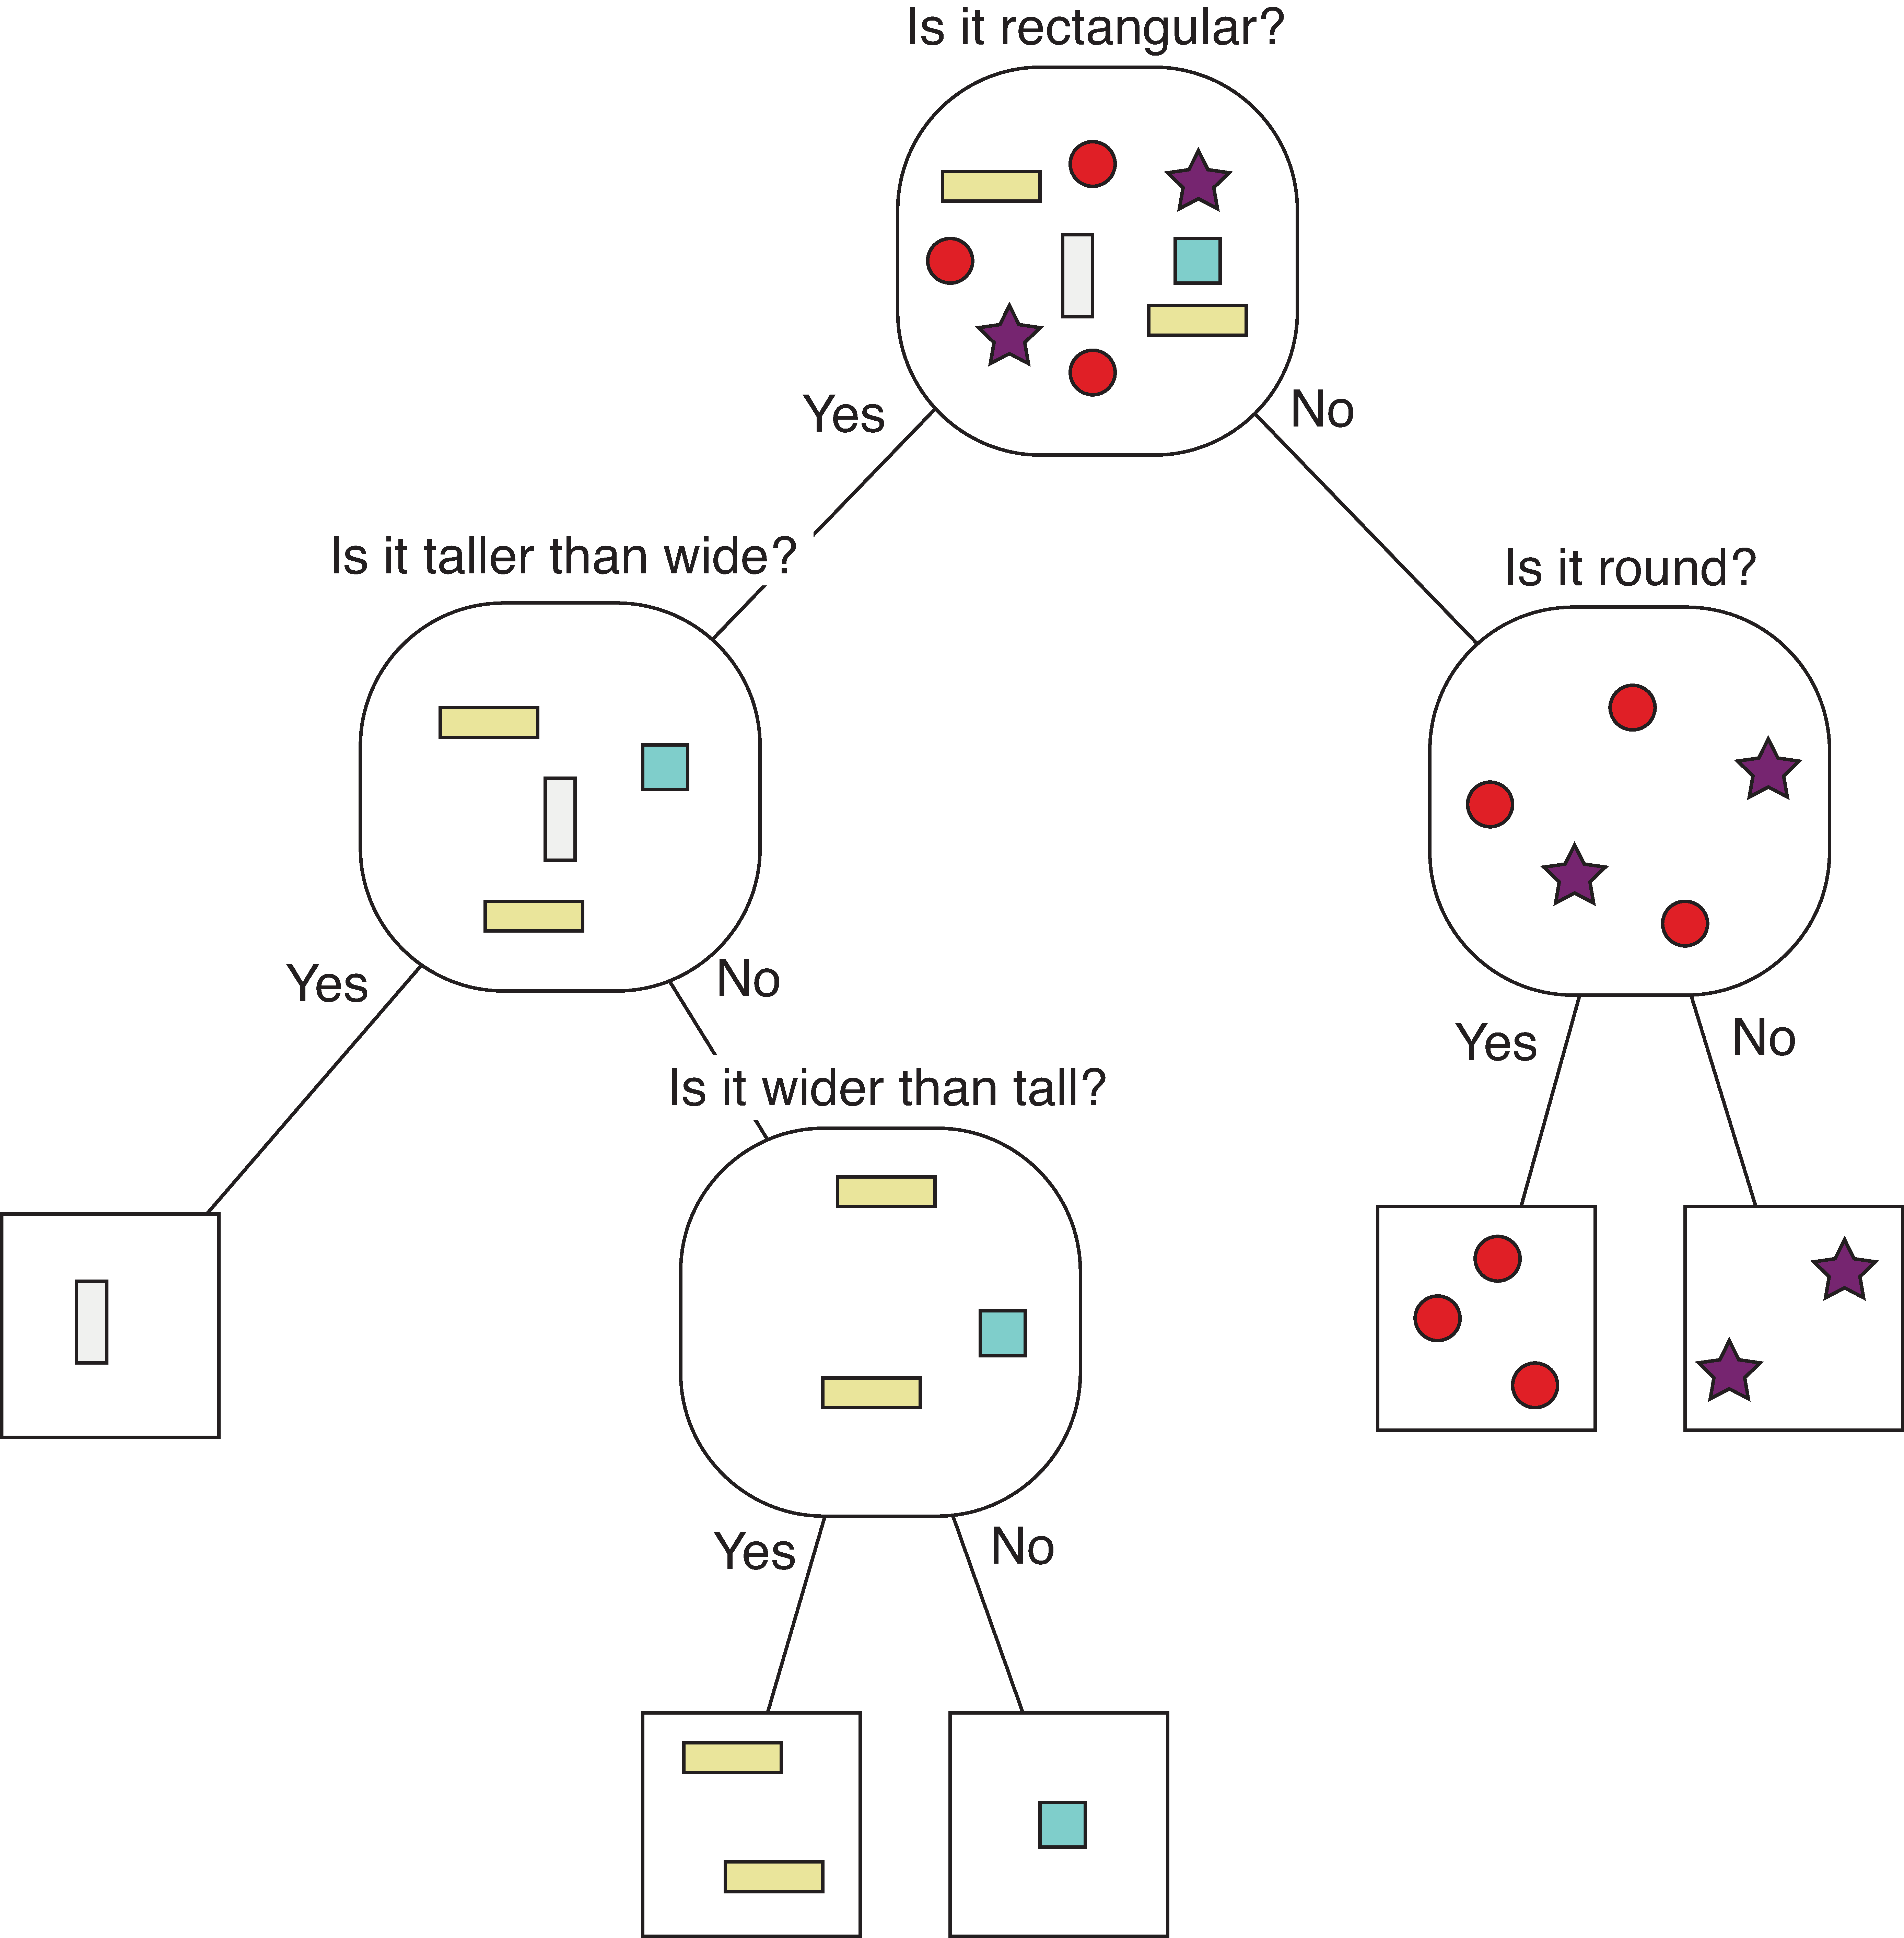 Is it rectangular?
Yes
No
Is it taller than wide?
Is it round?
Yes
No
Yes
No
Is it wider than tall?
Yes
No